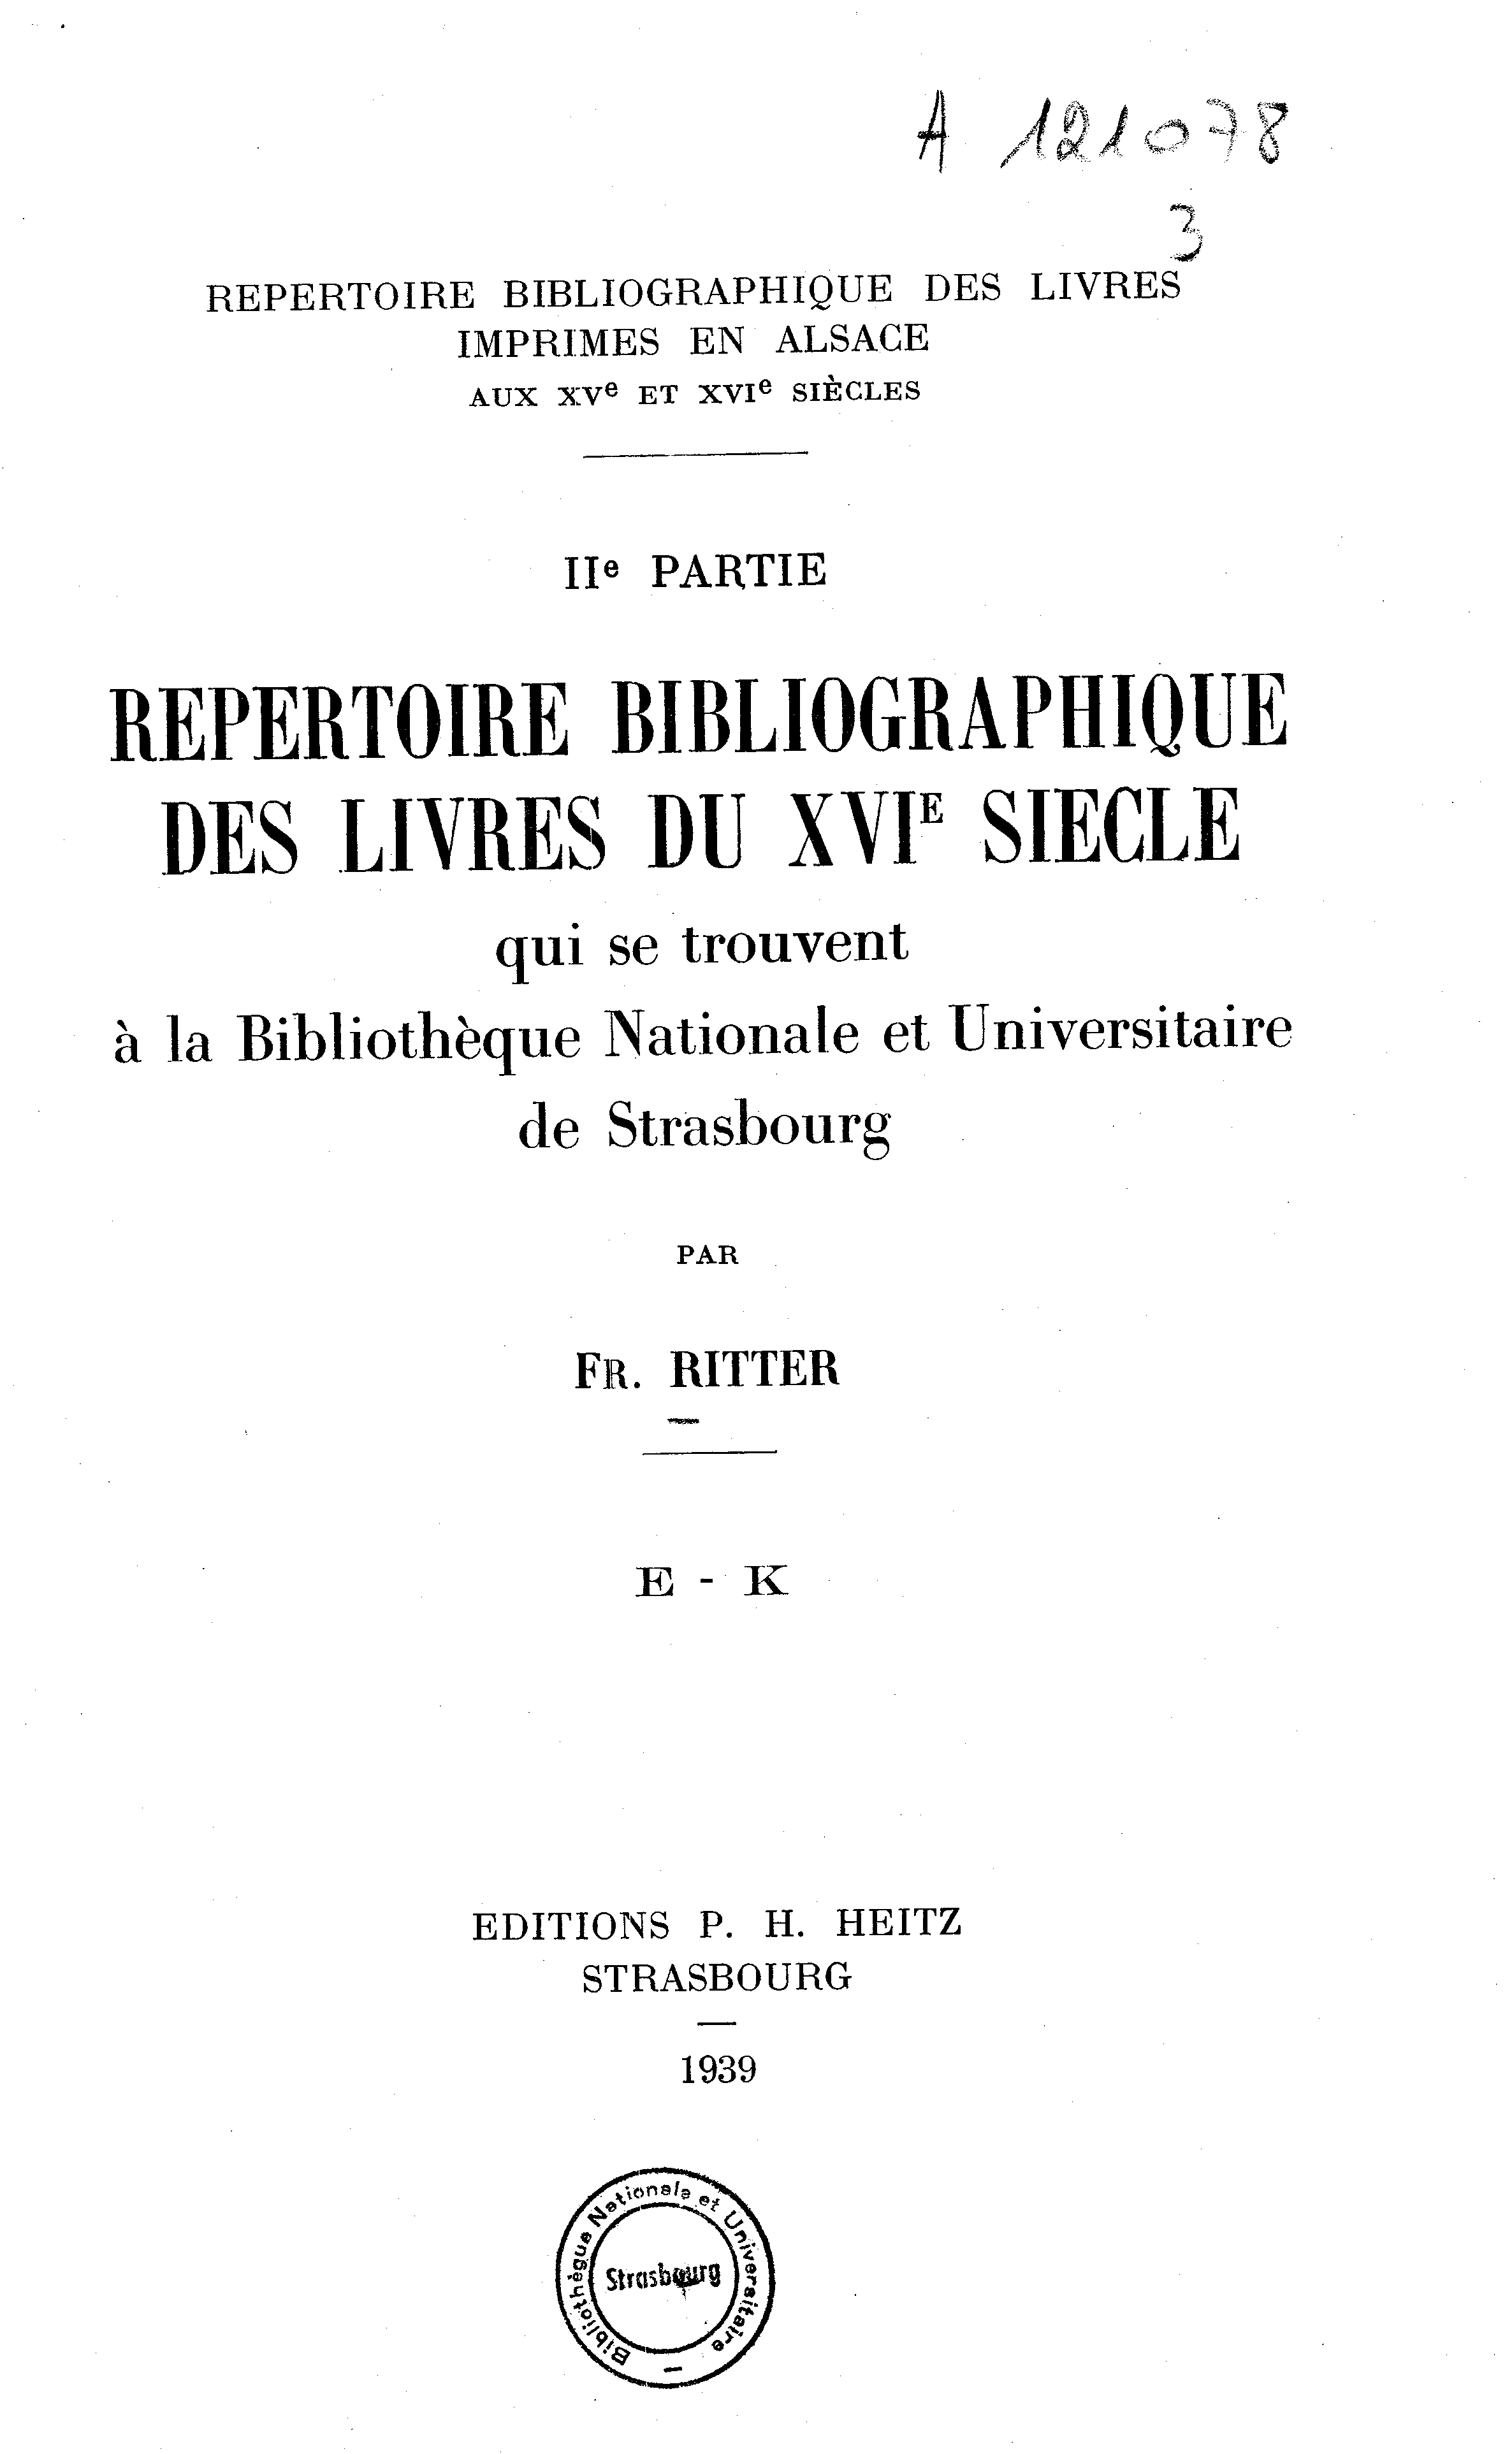 A 121078
3
REPERTOIRE BIBLIOGRAPHIQUE DES LIVRES
IMPRIMES EN ALSACE
AUX XVe ET XVIe SIÈCLES
IIe PARTIE
REPERTOIRE BIBLIOGRAPHIQUE
DES LIVRES DU XVIE SIECLE
qui se trouvent
à la Bibliothèque Nationale et Universitaire
de Strasbourg
PAR
FR. RITTER
E - K
EDITIONS P. H. HEITZ
STRASBOURG
1939
Bibliothègue Nationale et Universitaire
Strasbourg